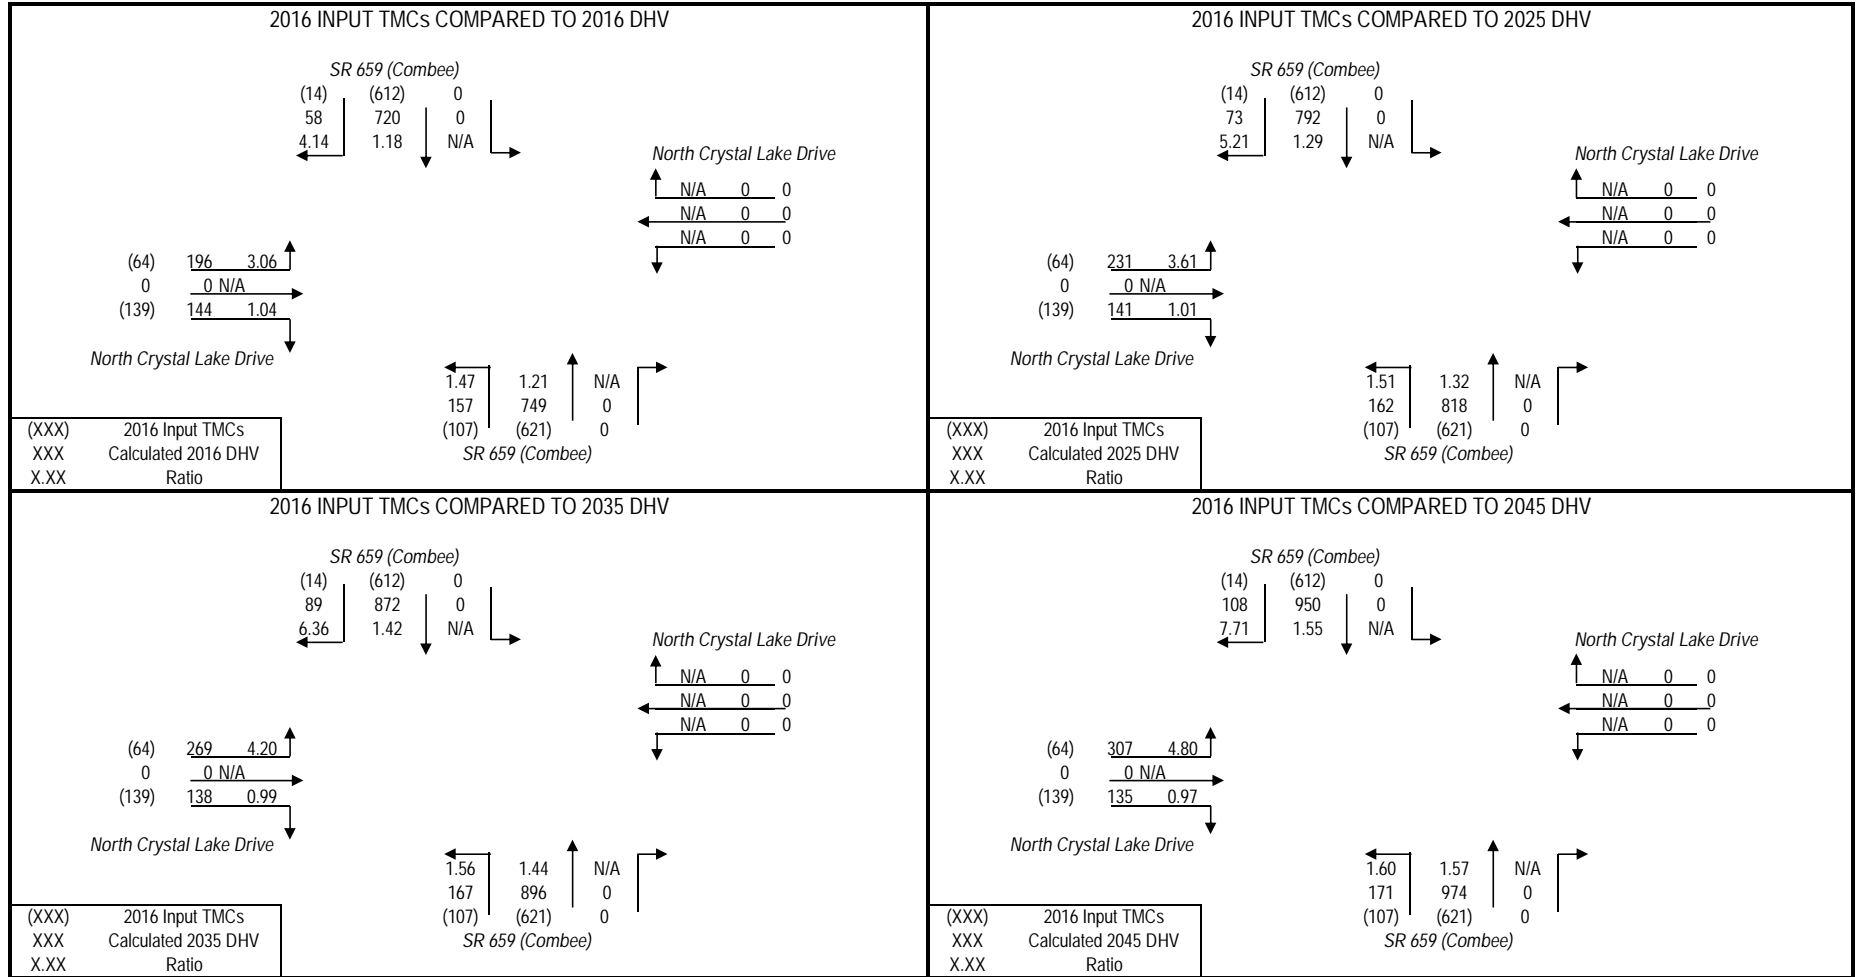 2016 INPUT TMCs COMPARED TO 2016 DHV
SR 659 (Combee)
(14) (612) 0
58 720 0
4.14 1.18 N/A
North Crystal Lake Drive
N/A 0 0
N/A 0 0
N/A 0 0
(64) 196 3.06
0 0 N/A
(139) 144 1.04
North Crystal Lake Drive
1.47 1.21 N/A
157 749 0
(107) (621) 0
SR 659 (Combee)
(XXX) 2016 Input TMCs
XXX Calculated 2016 DHV
X.XX Ratio
2016 INPUT TMCs COMPARED TO 2025 DHV
SR 659 (Combee)
(14) (612) 0
73 792 0
5.21 1.29 N/A
North Crystal Lake Drive
N/A 0 0
N/A 0 0
N/A 0 0
(64) 231 3.61
0 0 N/A
(139) 141 1.01
North Crystal Lake Drive
1.51 1.32 N/A
162 818 0
(107) (621) 0
SR 659 (Combee)
(XXX) 2016 Input TMCs
XXX Calculated 2025 DHV
X.XX Ratio
2016 INPUT TMCs COMPARED TO 2035 DHV
SR 659 (Combee)
(14) (612) 0
89 872 0
6.36 1.42 N/A
North Crystal Lake Drive
N/A 0 0
N/A 0 0
N/A 0 0
(64) 269 4.20
0 0 N/A
(139) 138 0.99
North Crystal Lake Drive
1.56 1.44 N/A
167 896 0
(107) (621) 0
SR 659 (Combee)
(XXX) 2016 Input TMCs
XXX Calculated 2035 DHV
X.XX Ratio
2016 INPUT TMCs COMPARED TO 2045 DHV
SR 659 (Combee)
(14) (612) 0
108 950 0
7.71 1.55 N/A
North Crystal Lake Drive
N/A 0 0
N/A 0 0
N/A 0 0
(64) 307 4.80
0 0 N/A
(139) 135 0.97
North Crystal Lake Drive
1.60 1.57 N/A
171 974 0
(107) (621) 0
SR 659 (Combee)
(XXX) 2016 Input TMCs
XXX Calculated 2045 DHV
X.XX Ratio